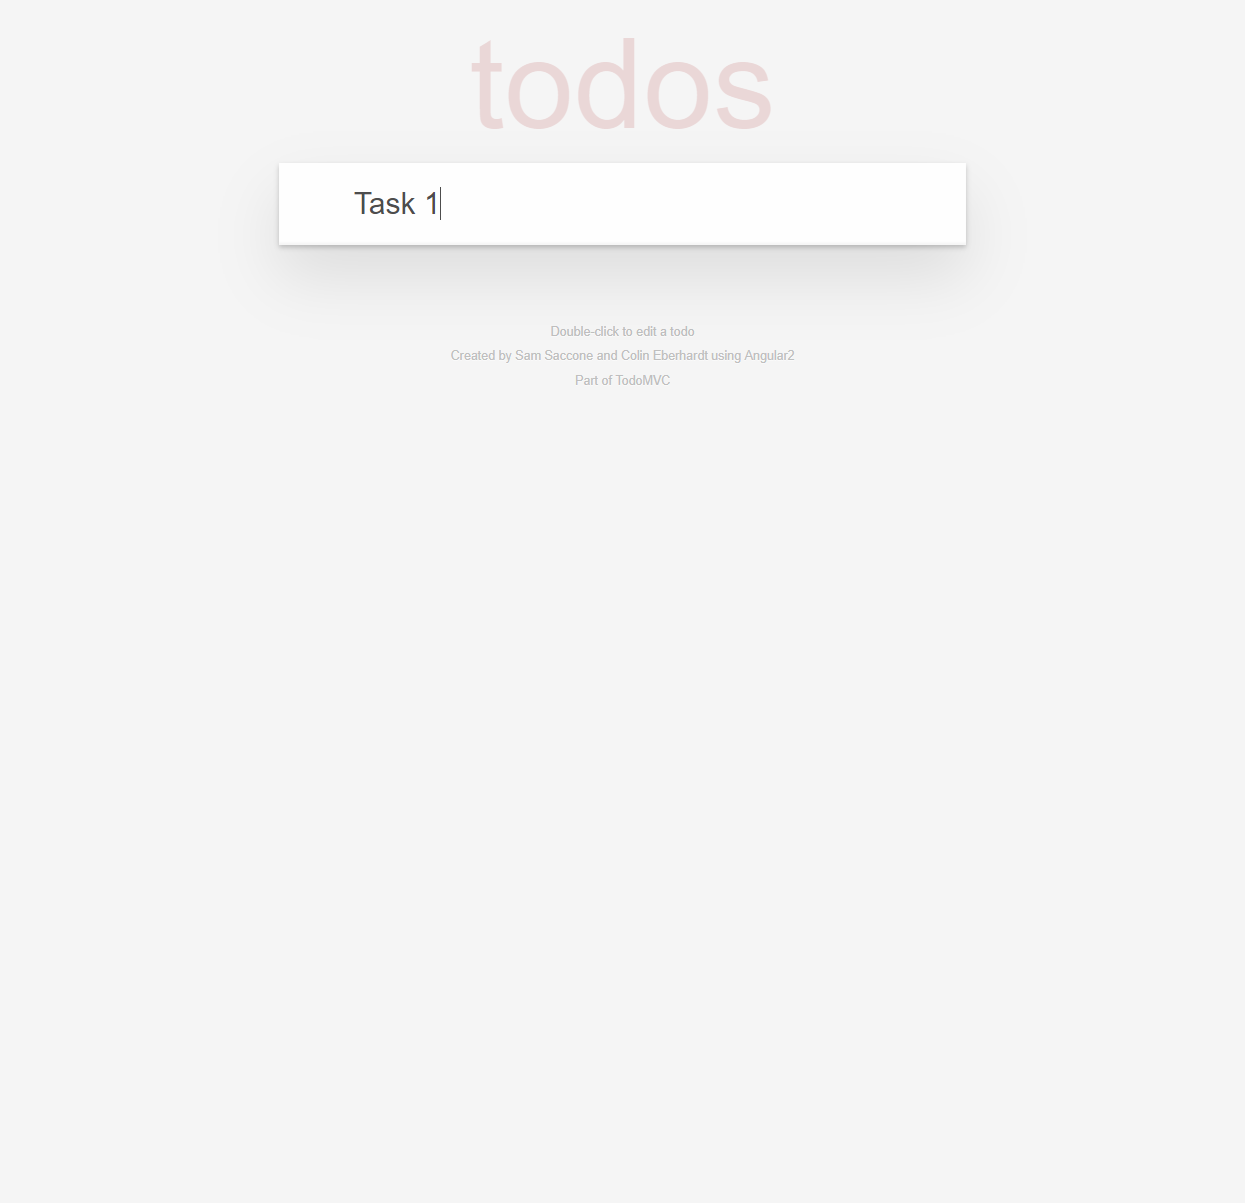 todos
Task 1
Double-click to edit a todo
Created by Sam Saccone and Colin Eberhardt using Angular2
Part of TodoMVC